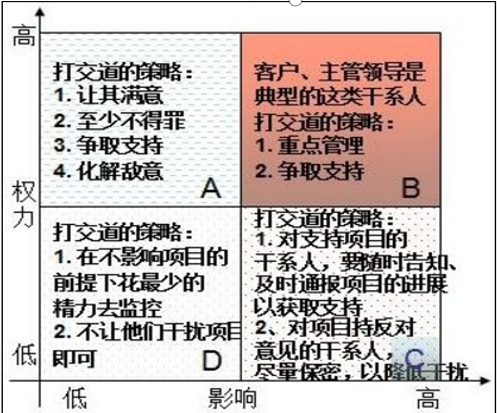 高
打交道的策略：
1. 让其满意
2. 至少不得罪
3. 争取支持
4. 化解敌意
A
客户、主管领导是
典型的这类干系人
打交道的策略：
1. 重点管理
2. 争取支持
B
权
力
打交道的策略：
1. 在不影响项目的
前提下花最少的
精力去监控
2. 不让他们干扰项目
即可
D
打交道的策略：
1. 对支持项目的
干系人，要随时告知、
及时通报项目的进展
以获取支持
2、对项目持反对
意见的干系人，
尽量保密，以降低干扰
C
低
低
影响
高